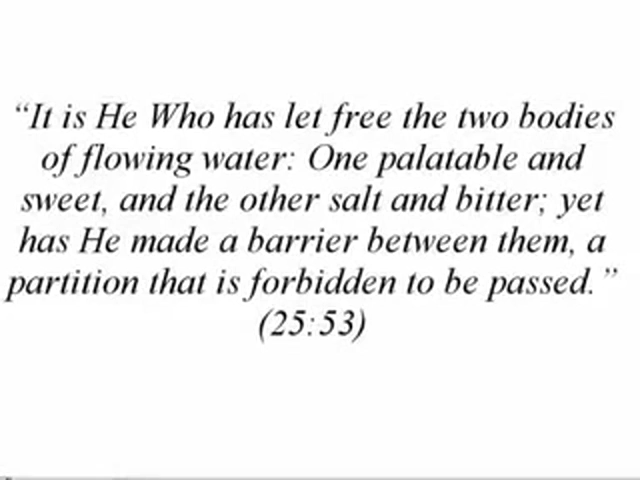 “It is He Who has let free the two bodies
of flowing water: One palatable and
sweet, and the other salt and bitter; yet
has He made a barrier between them, a
partition that is forbidden to be passed.”
(25:53)